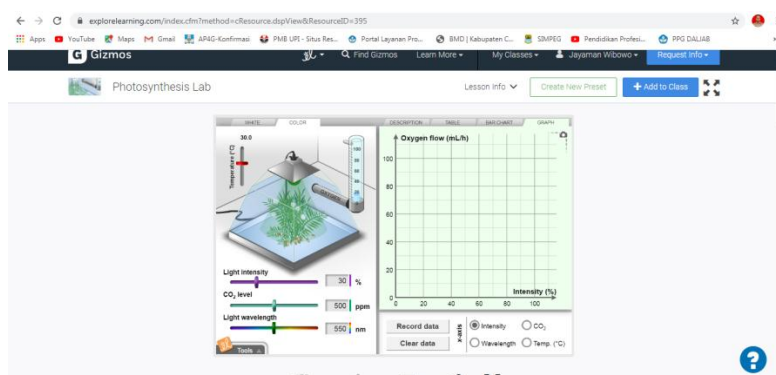 explorelearning.com/index.cfm?method=cResource.dspView&ResourceID=395
Apps YouTube Maps Gmail AP4G-Konfirmasi PMB UPI - Situs Res... Portal Layanan Pro... BMD | Kabupaten C... SIMPEG Pendidikan Profesi... PPG DALJAB
G Gizmos Find Gizmos Learn More My Classes Jayaman Wibowo Request Info
Photosynthesis Lab Lesson Info Create New Preset + Add to Class
WHITE COLOR DESCRIPTION TABLE BAR CHART GRAPH
30.0
Temperature (°C)
Oxygen flow (mL/h)
100
80
60
40
20
0
0 20 40 60 80 100
Intensity (%)
Light intensity
30 %
CO₂ level
500 ppm
Light wavelength
550 nm
Tools
Record data
Clear data
x-axis
Intensity CO₂
Wavelength Temp. (°C)
?